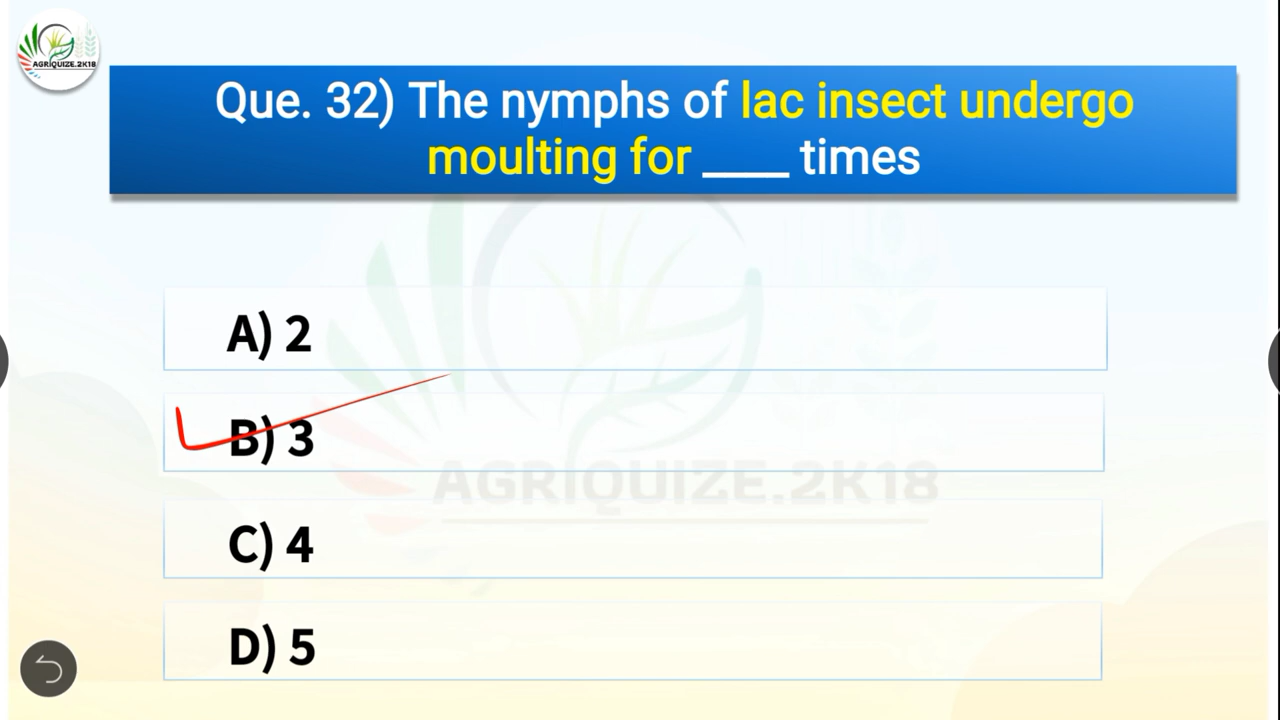 AGRIQUIZE.2K18
Que. 32) The nymphs of lac insect undergo
moulting for ____ times
A) 2
B) 3
AGRIQUIZE.2K18
C) 4
D) 5